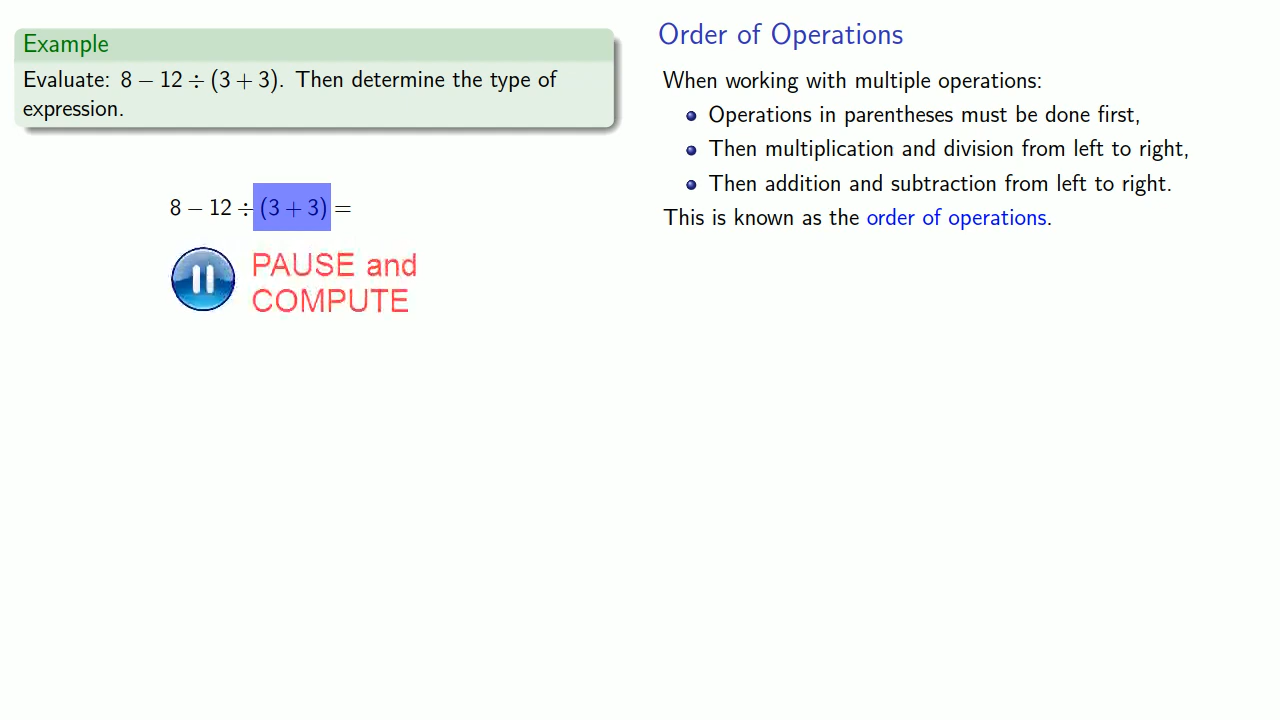 Example
Evaluate: 8 − 12 ÷ (3 + 3). Then determine the type of
expression.
8 − 12 ÷ (3 + 3) =
PAUSE and
COMPUTE
Order of Operations
When working with multiple operations:
Operations in parentheses must be done first,
Then multiplication and division from left to right,
Then addition and subtraction from left to right.
This is known as the order of operations.